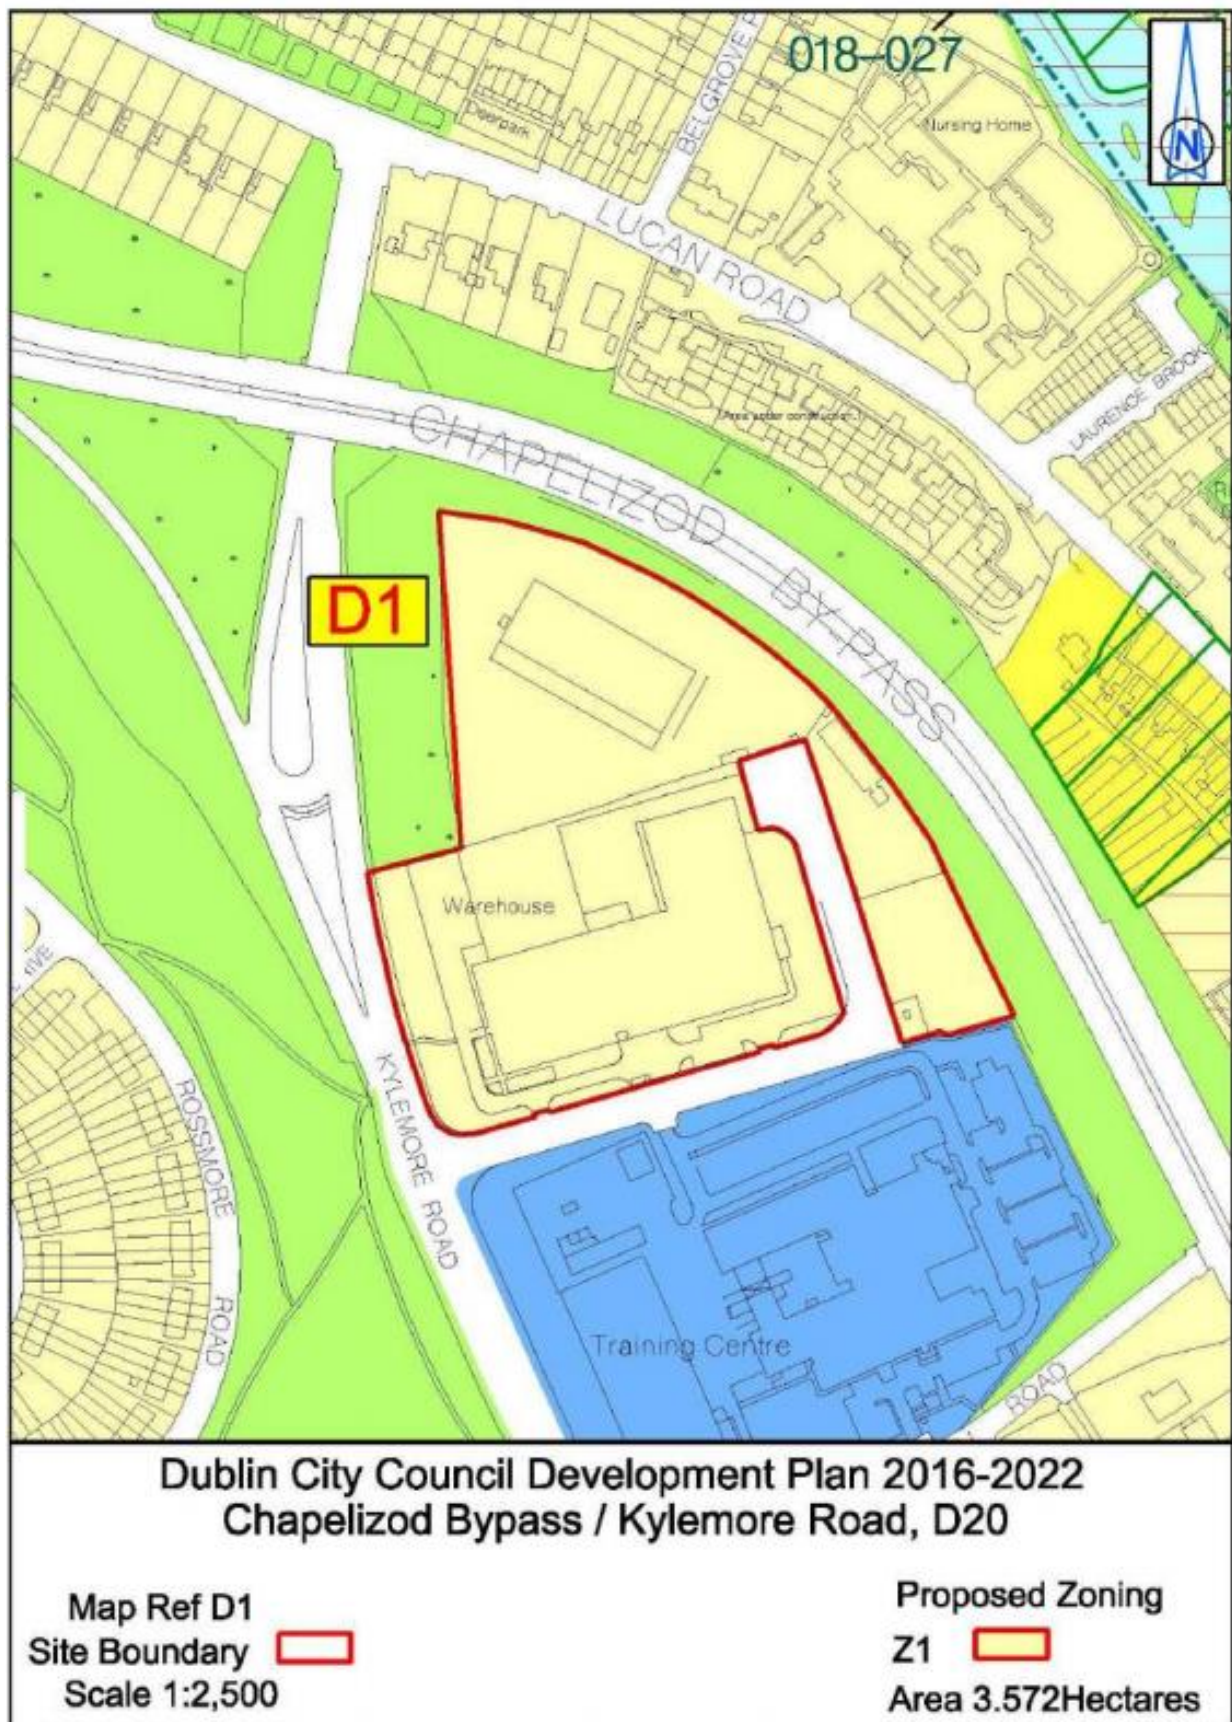 018-027
N
Nursing Home
Deerpark
BELGROVE P
LUCAN ROAD
LAURENCE BROOK
CHAPELIZOD BY-PASS
D1
Warehouse
KYLEMORE ROAD
ROSSMORE ROAD
Training Centre
ROAD
Dublin City Council Development Plan 2016-2022
Chapelizod Bypass / Kylemore Road, D20
Map Ref D1
Site Boundary
Scale 1:2,500
Proposed Zoning
Z1
Area 3.572Hectares